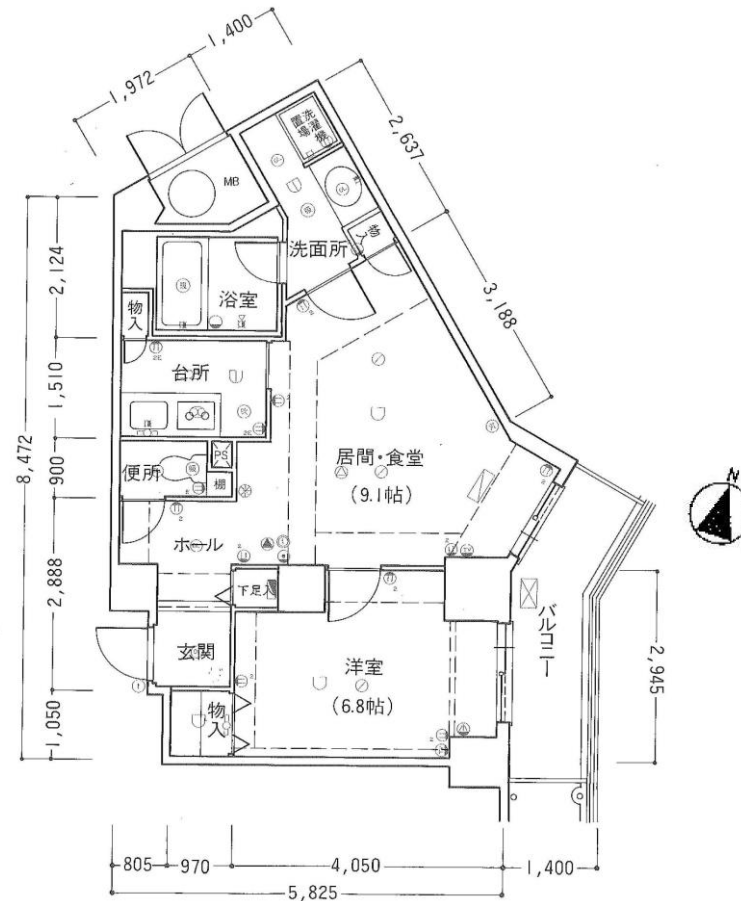 1,400
1,972
2,637
置洗
場濯
機
MB
洗面所
2,124
浴室
物
入
3,188
台所
1,510
8,472
900
便所
PS
棚
居間・食堂
(9.1帖)
N
ホール
2,888
下足入
バルコニー
玄関
洋室
(6.8帖)
2,945
物
入
1,050
805
970
4,050
1,400
5,825